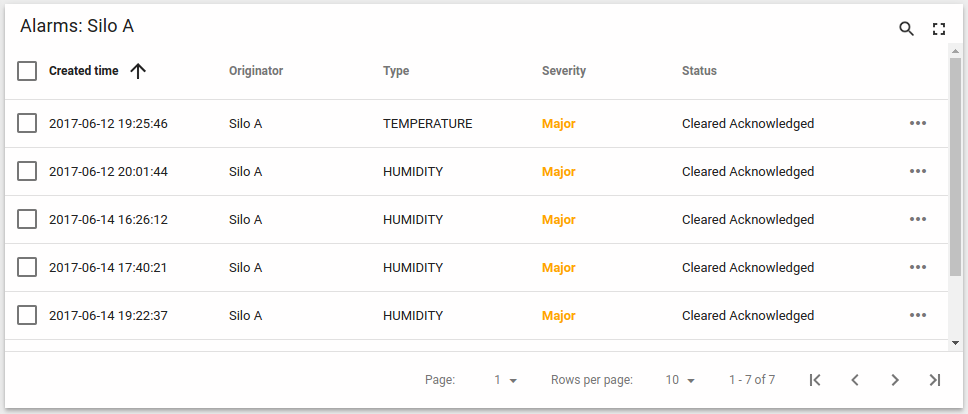 Alarms: Silo A
Created time Originator Type Severity Status
2017-06-12 19:25:46 Silo A TEMPERATURE Major Cleared Acknowledged
2017-06-12 20:01:44 Silo A HUMIDITY Major Cleared Acknowledged
2017-06-14 16:26:12 Silo A HUMIDITY Major Cleared Acknowledged
2017-06-14 17:40:21 Silo A HUMIDITY Major Cleared Acknowledged
2017-06-14 19:22:37 Silo A HUMIDITY Major Cleared Acknowledged
Page: 1 Rows per page: 10 1 - 7 of 7